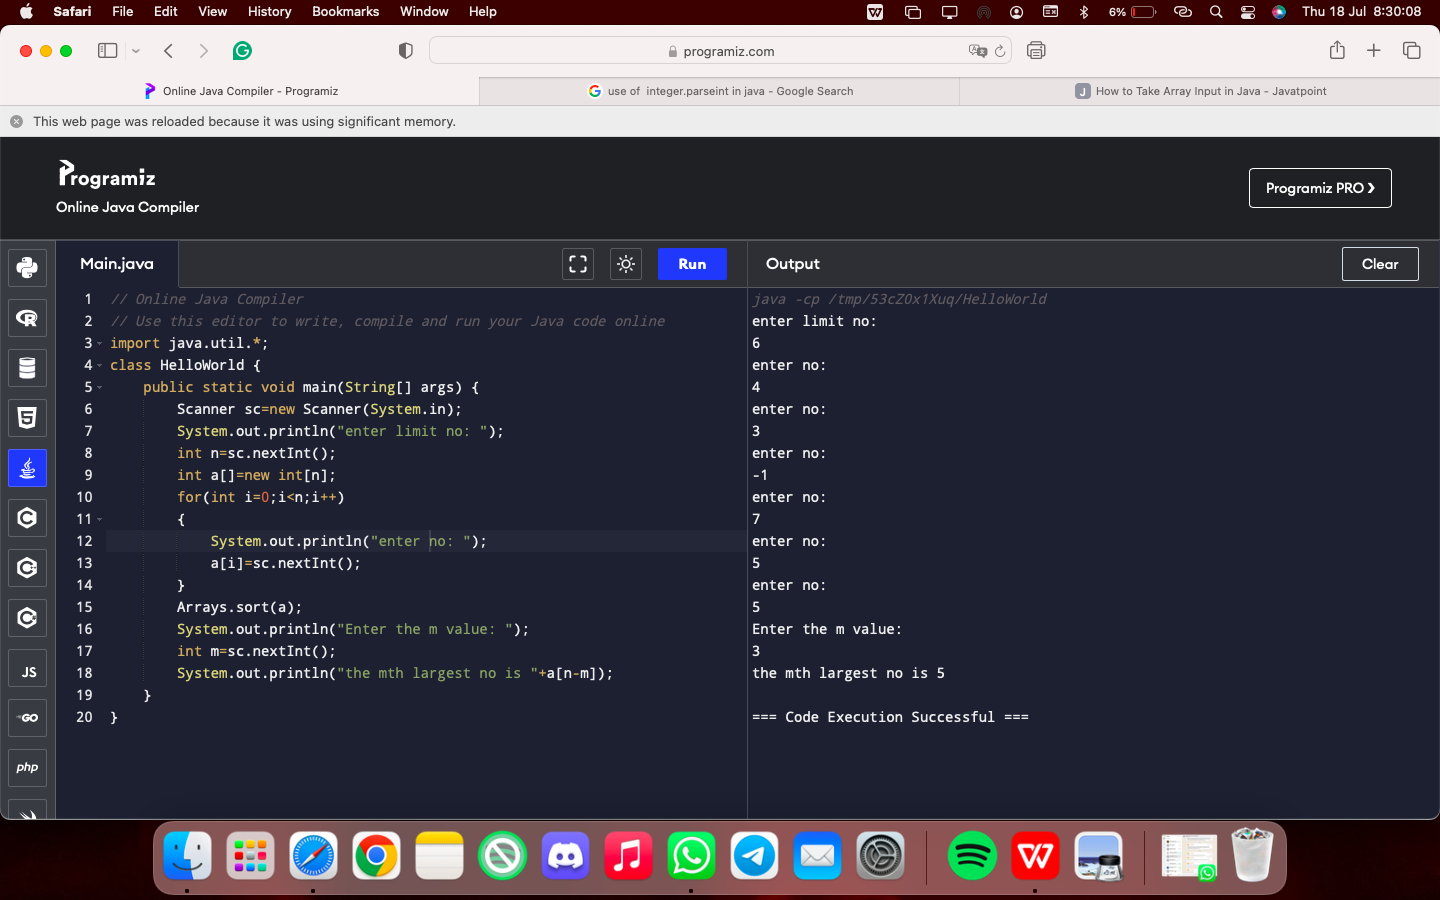 Safari File Edit View History Bookmarks Window Help 6% Thu 18 Jul 8:30:08
programiz.com
Online Java Compiler - Programiz
use of integer.parseint in java - Google Search
How to Take Array Input in Java - Javatpoint
This web page was reloaded because it was using significant memory.
Programiz
Online Java Compiler
Programiz PRO ❯
Main.java
Run
Output
Clear
1 // Online Java Compiler
2 // Use this editor to write, compile and run your Java code online
3 import java.util.*;
4 class HelloWorld {
5 public static void main(String[] args) {
6 Scanner sc=new Scanner(System.in);
7 System.out.println("enter limit no: ");
8 int n=sc.nextInt();
9 int a[]=new int[n];
10 for(int i=0;i<n;i++)
11 {
12 System.out.println("enter no: ");
13 a[i]=sc.nextInt();
14 }
15 Arrays.sort(a);
16 System.out.println("Enter the m value: ");
17 int m=sc.nextInt();
18 System.out.println("the mth largest no is "+a[n-m]);
19 }
20 }
java -cp /tmp/53cZ0x1Xuq/HelloWorld
enter limit no:
6
enter no:
4
enter no:
3
enter no:
-1
enter no:
7
enter no:
5
enter no:
5
Enter the m value:
3
the mth largest no is 5
=== Code Execution Successful ===
JS
GO
php